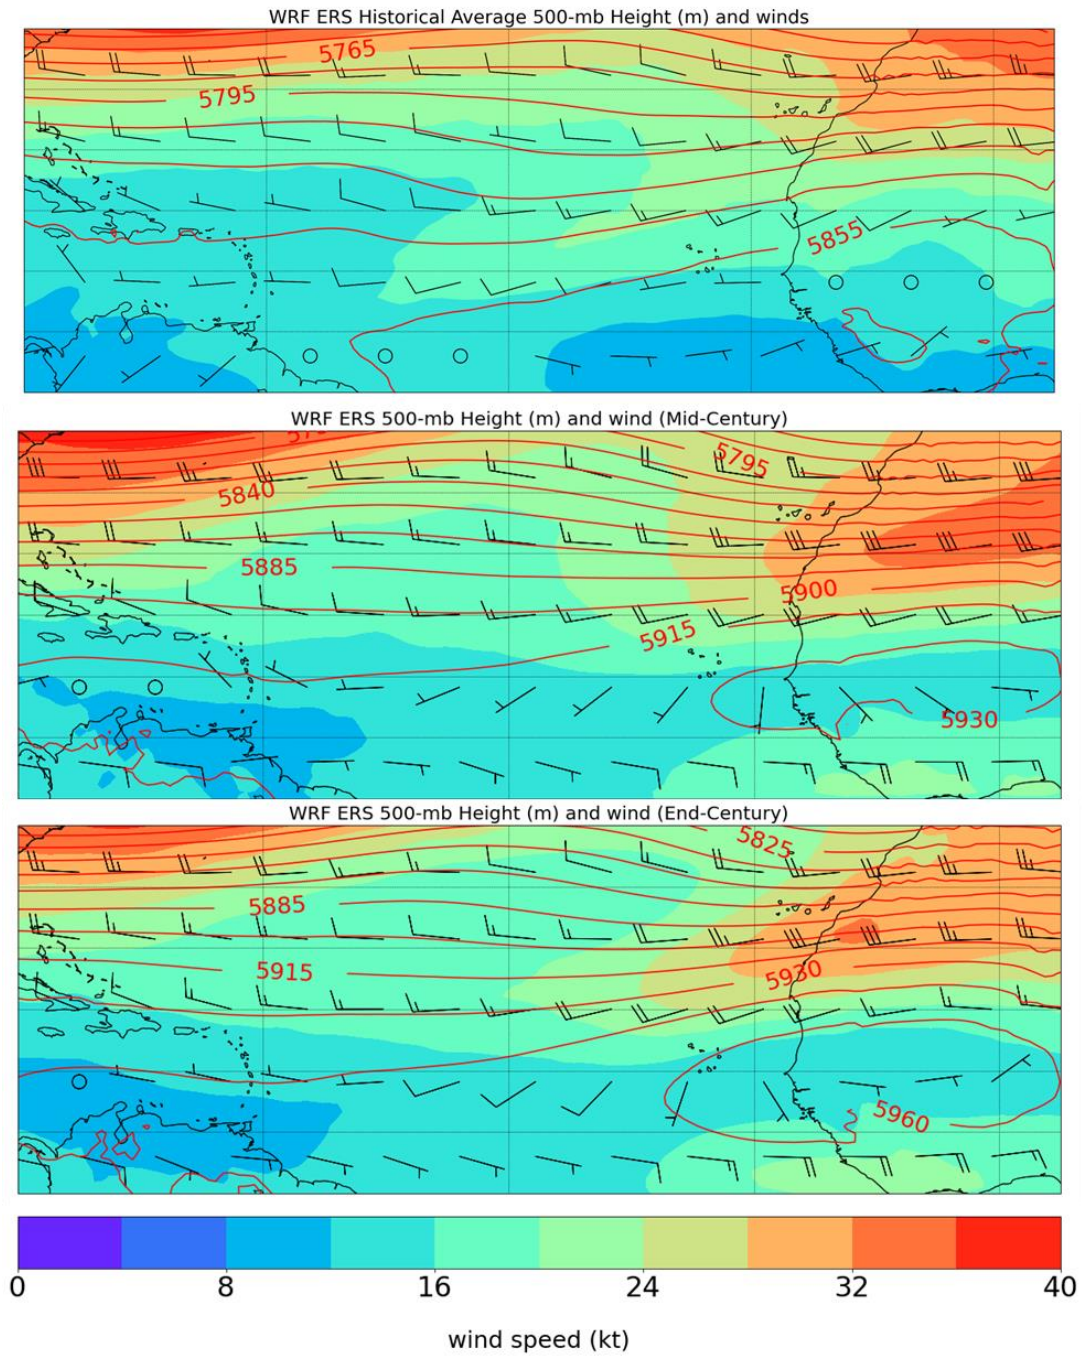 WRF ERS Historical Average 500-mb Height (m) and winds
5765
5795
5855
WRF ERS 500-mb Height (m) and wind (Mid-Century)
5795
5840
5885
5900
5915
5930
WRF ERS 500-mb Height (m) and wind (End-Century)
5825
5885
5915
5930
5960
0 8 16 24 32 40
wind speed (kt)